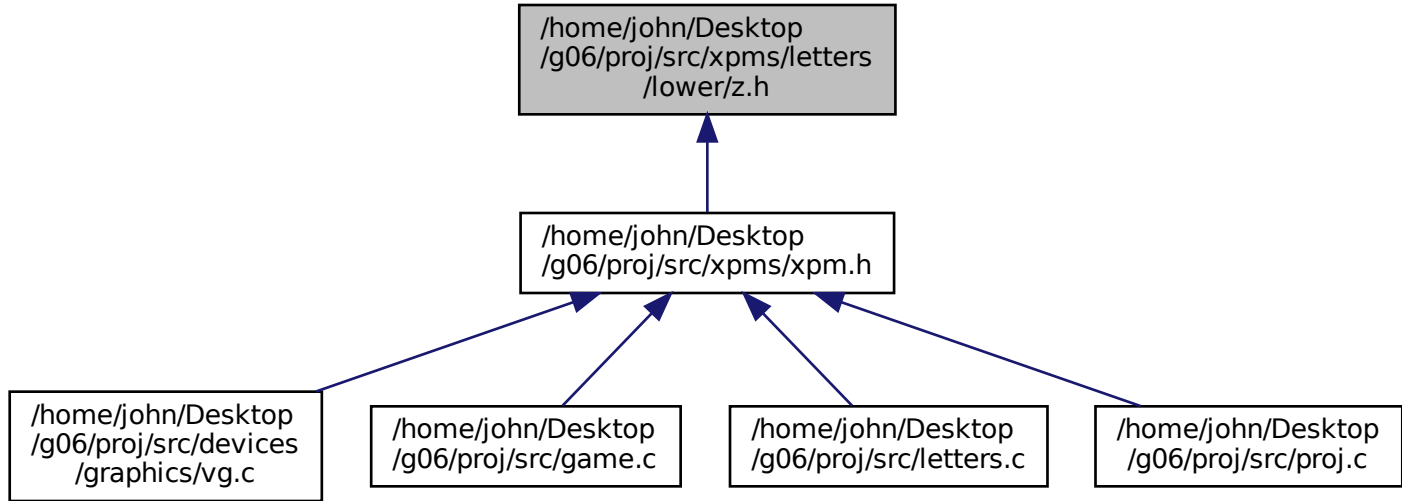 /home/john/Desktop
/g06/proj/src/xpms/letters
/lower/z.h
/home/john/Desktop
/g06/proj/src/xpms/xpm.h
/home/john/Desktop
/g06/proj/src/devices
/graphics/vg.c
/home/john/Desktop
/g06/proj/src/game.c
/home/john/Desktop
/g06/proj/src/letters.c
/home/john/Desktop
/g06/proj/src/proj.c